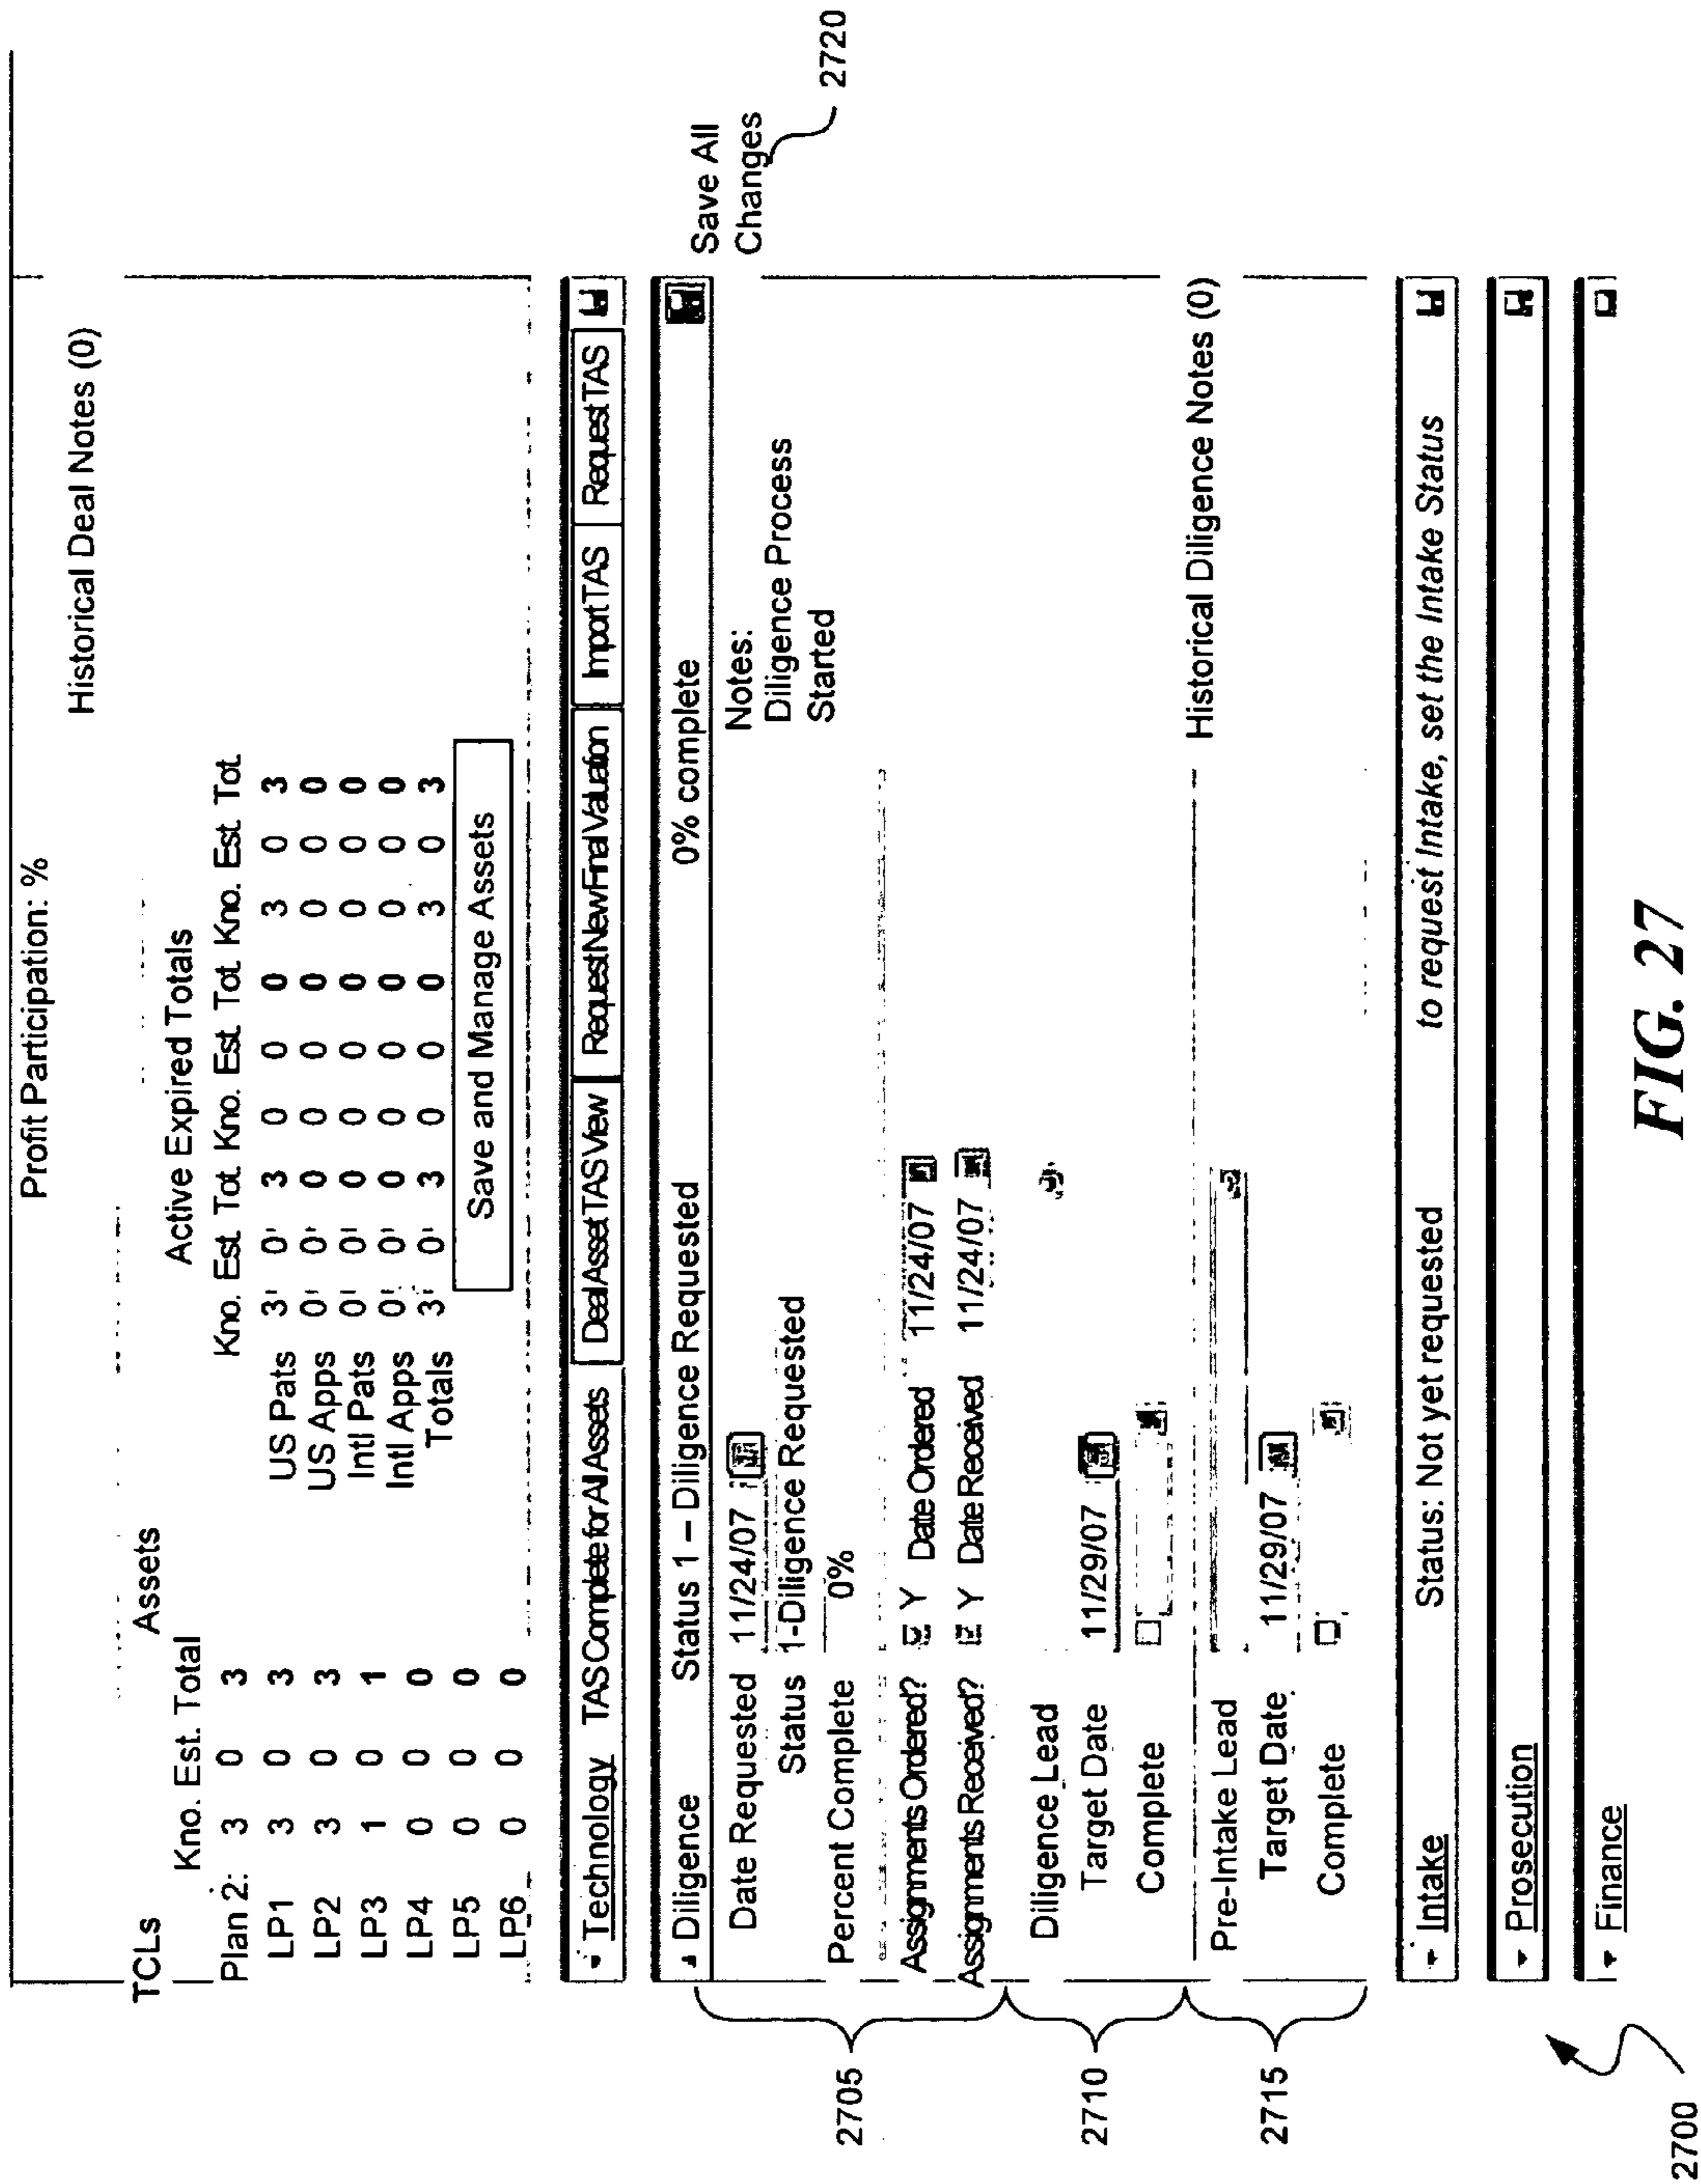 Profit Participation: %
Historical Deal Notes (0)
TCLs
Assets
Kno. Est. Total
Plan 2: 3 0 3
LP1 3 0 3
LP2 3 0 3
LP3 1 0 1
LP4 0 0 0
LP5 0 0 0
LP6 0 0 0
Active Expired Totals
Kno. Est. Tot. Kno. Est. Tot. Kno. Est. Tot.
US Pats 3 0 3 0 0 0 3 0 3
US Apps 0 0 0 0 0 0 0 0 0
Intl Pats 0 0 0 0 0 0 0 0 0
Intl Apps 0 0 0 0 0 0 0 0 0
Totals 3 0 3 0 0 0 3 0 3
Save and Manage Assets
Technology TAS Complete for All Assets Deal Asset TAS View Request New Final Valuation Import TAS Request TAS
Diligence Status 1 – Diligence Requested 0% complete
Save All
Changes
2720
Date Requested 11/24/07
Status 1-Diligence Requested
Percent Complete 0%
Notes:
Diligence Process
Started
Assignments Ordered? Y Date Ordered 11/24/07
Assignments Received? Y Date Received 11/24/07
2705
Diligence Lead
Target Date 11/29/07
Complete
2710
Historical Diligence Notes (0)
Pre-Intake Lead
Target Date 11/29/07
Complete
2715
Intake Status: Not yet requested to request Intake, set the Intake Status
Prosecution
Finance
2700
FIG. 27